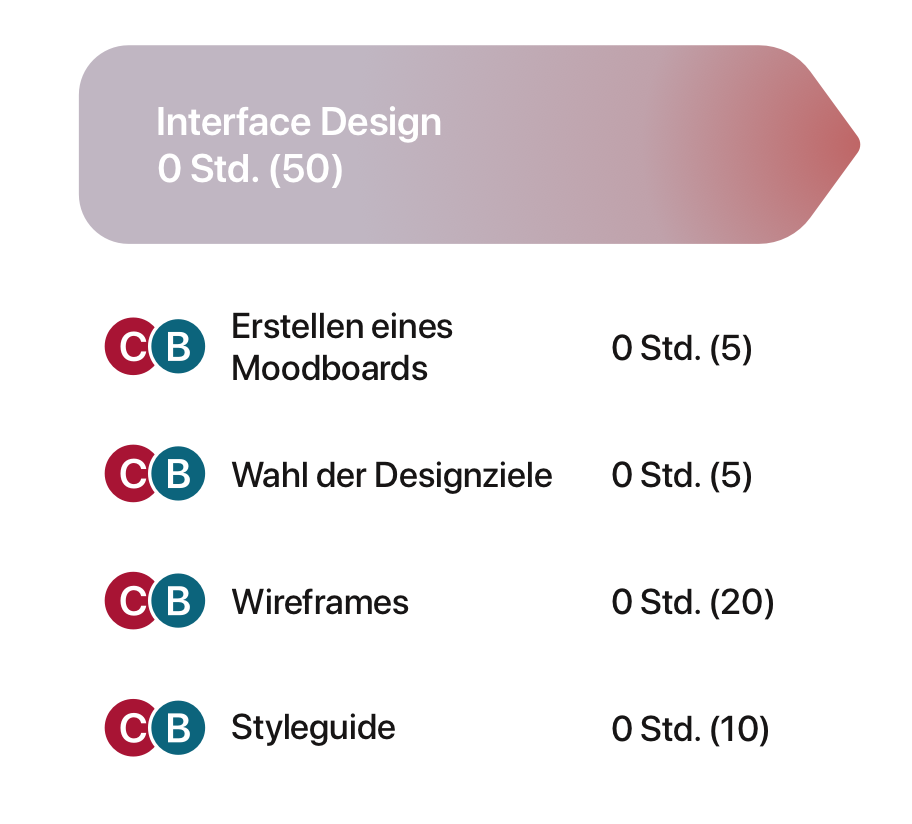 Interface Design
0 Std. (50)
C B Erstellen eines
Moodboards 0 Std. (5)
C B Wahl der Designziele 0 Std. (5)
C B Wireframes 0 Std. (20)
C B Styleguide 0 Std. (10)